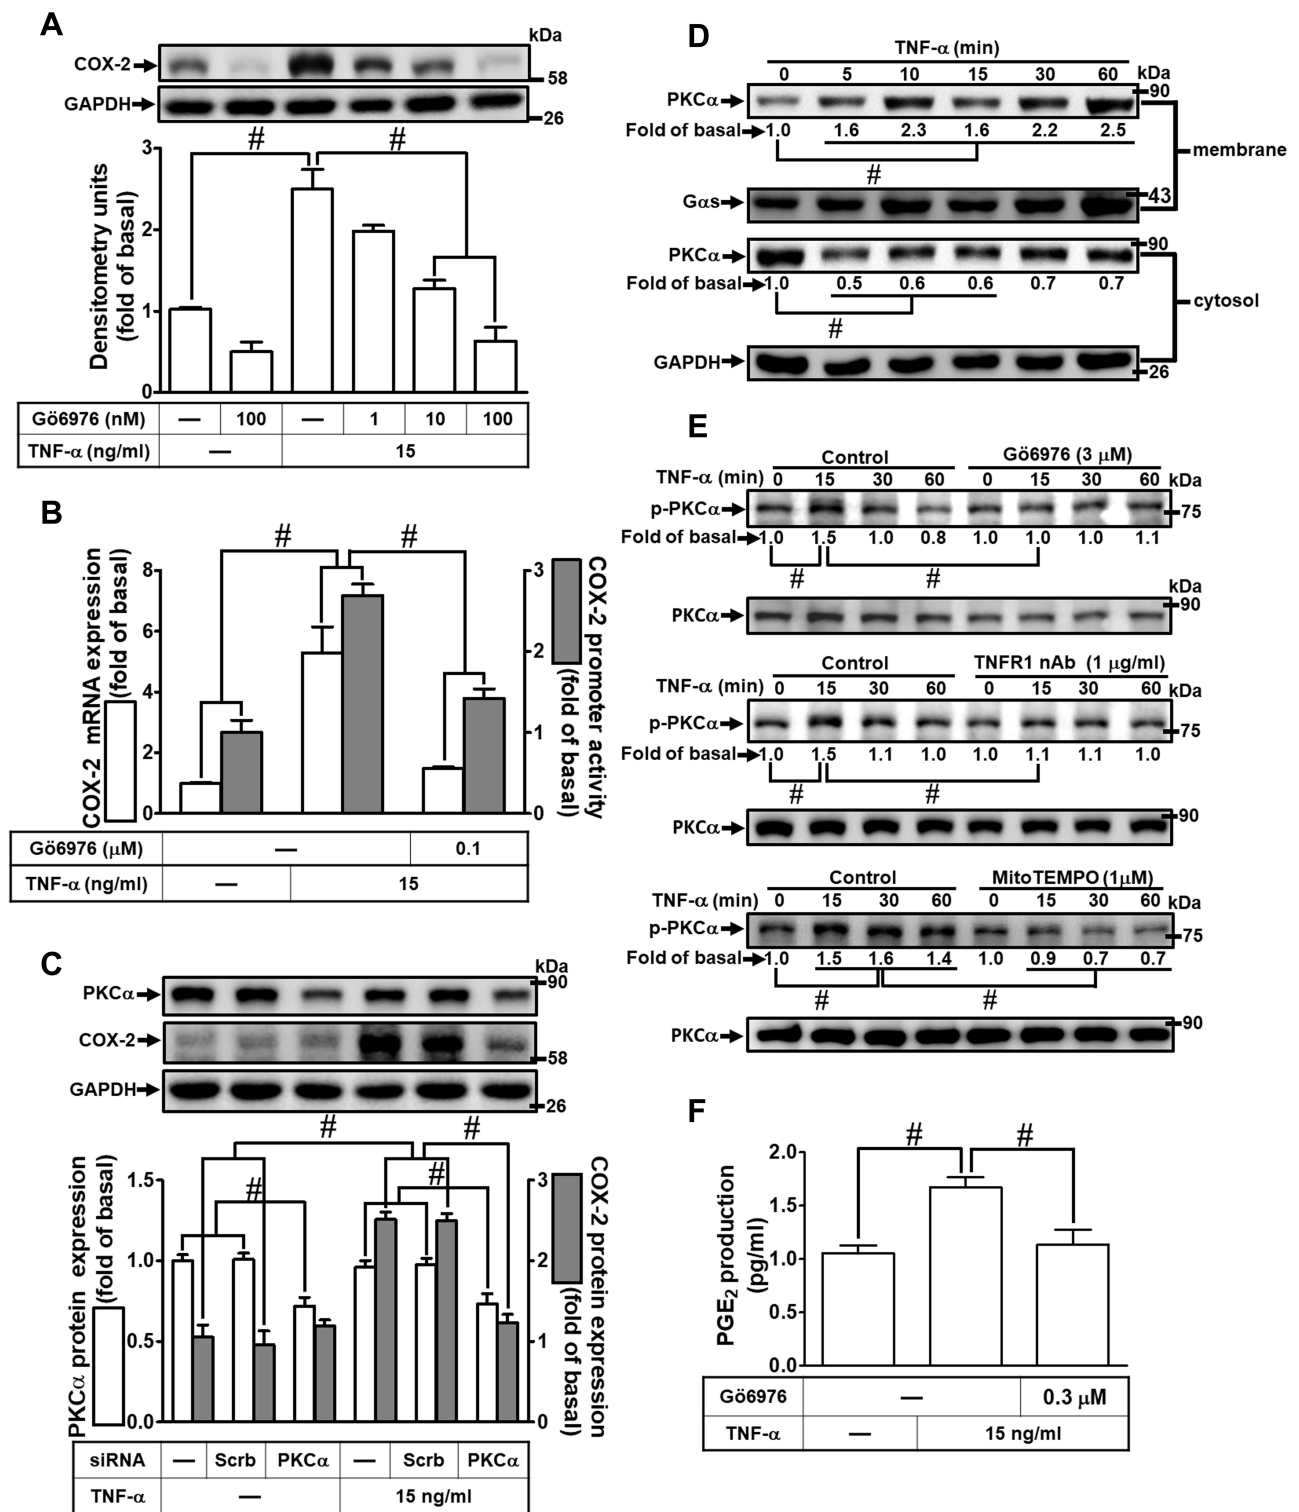 A
kDa
COX-2
58
GAPDH
26
# #
Densitometry units
(fold of basal)
3
2
1
0
Gö6976 (nM) — 100 — 1 10 100
TNF-α (ng/ml) — 15
B
# #
COX-2 mRNA expression
(fold of basal)
8
6
4
2
0
3
2
1
0
COX-2 promoter activity
(fold of basal)
Gö6976 (μM) — 0.1
TNF-α (ng/ml) — 15
C
kDa
PKCα 90
COX-2
58
GAPDH
26
# #
# #
PKCα protein expression
(fold of basal)
1.5
1.0
0.5
0.0
3
2
1
0
COX-2 protein expression
(fold of basal)
siRNA — Scrb PKCα — Scrb PKCα
TNF-α — 15 ng/ml
D
TNF-α (min)
0 5 10 15 30 60 kDa
PKCα 90
Fold of basal 1.0 1.6 2.3 1.6 2.2 2.5
membrane
#
Gαs 43
PKCα 90
Fold of basal 1.0 0.5 0.6 0.6 0.7 0.7
cytosol
#
GAPDH 26
E
Control Gö6976 (3 μM)
TNF-α (min) 0 15 30 60 0 15 30 60 kDa
p-PKCα 75
Fold of basal 1.0 1.5 1.0 0.8 1.0 1.0 1.0 1.1
# #
kDa
PKCα 90
Control TNFR1 nAb (1 μg/ml)
TNF-α (min) 0 15 30 60 0 15 30 60 kDa
p-PKCα 75
Fold of basal 1.0 1.5 1.1 1.0 1.0 1.1 1.1 1.0
# #
PKCα 90
Control MitoTEMPO (1μM)
TNF-α (min) 0 15 30 60 0 15 30 60 kDa
p-PKCα 75
Fold of basal 1.0 1.5 1.6 1.4 1.0 0.9 0.7 0.7
# #
PKCα 90
F
# #
PGE2 production
(pg/ml)
2.0
1.5
1.0
0.5
0.0
Gö6976 — 0.3 μM
TNF-α — 15 ng/ml